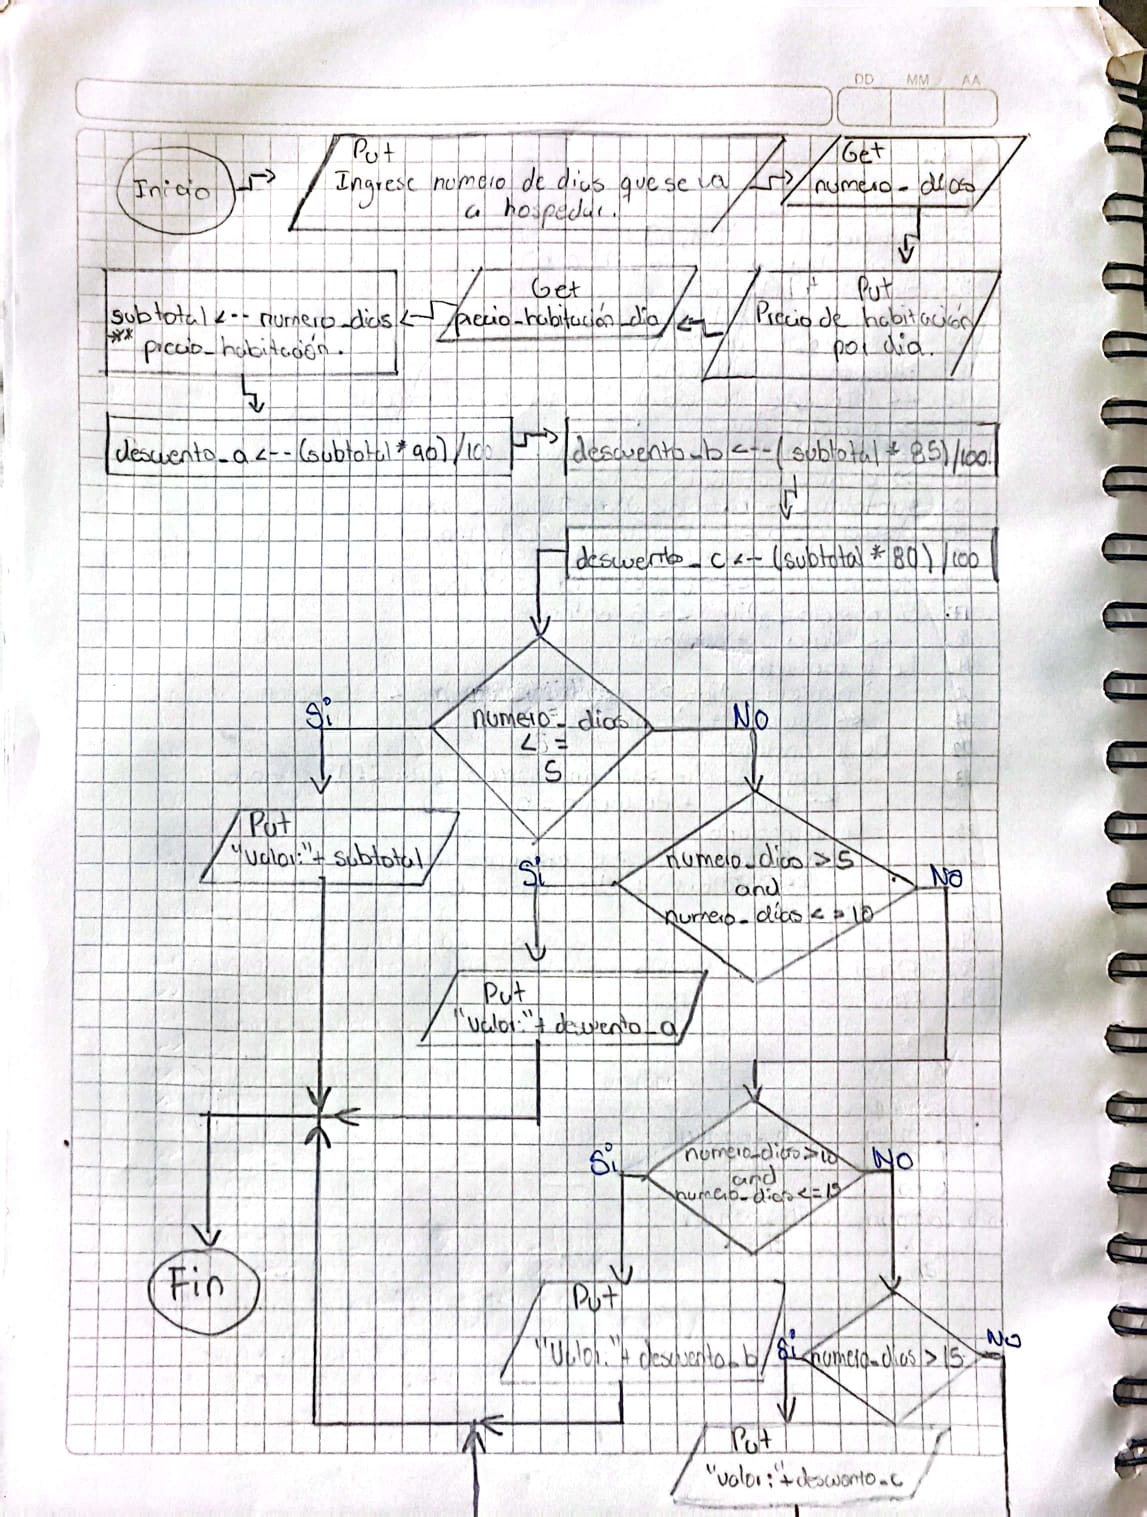 DD MM AA
Inicio
Put
Ingrese numero de dias que se va
a hospedar.
Get
numero_dias
Put
Precio de habitación
por dia.
Get
precio_habitación_dia
subtotal <-- numero_dias
** precio_habitación.
descuento_a <-- (subtotal * 90) /100
descuento_b <-- (subtotal * 85) /100.
descuento_c <-- (subtotal * 80) /100
numero_dias
< =
5
Si
NO
Put
"valor:"+ subtotal
numero_dias > 5
and
numero_dias < = 10
Si
NO
Put
"valor:"+ descuento_a
numero_dias > 10
and
numero_dias <= 15
Si
NO
Fin
Put
"Valor:"+ descuento_b
numero_dias > 15
Si
NO
Put
"valor:"+ descuento_c